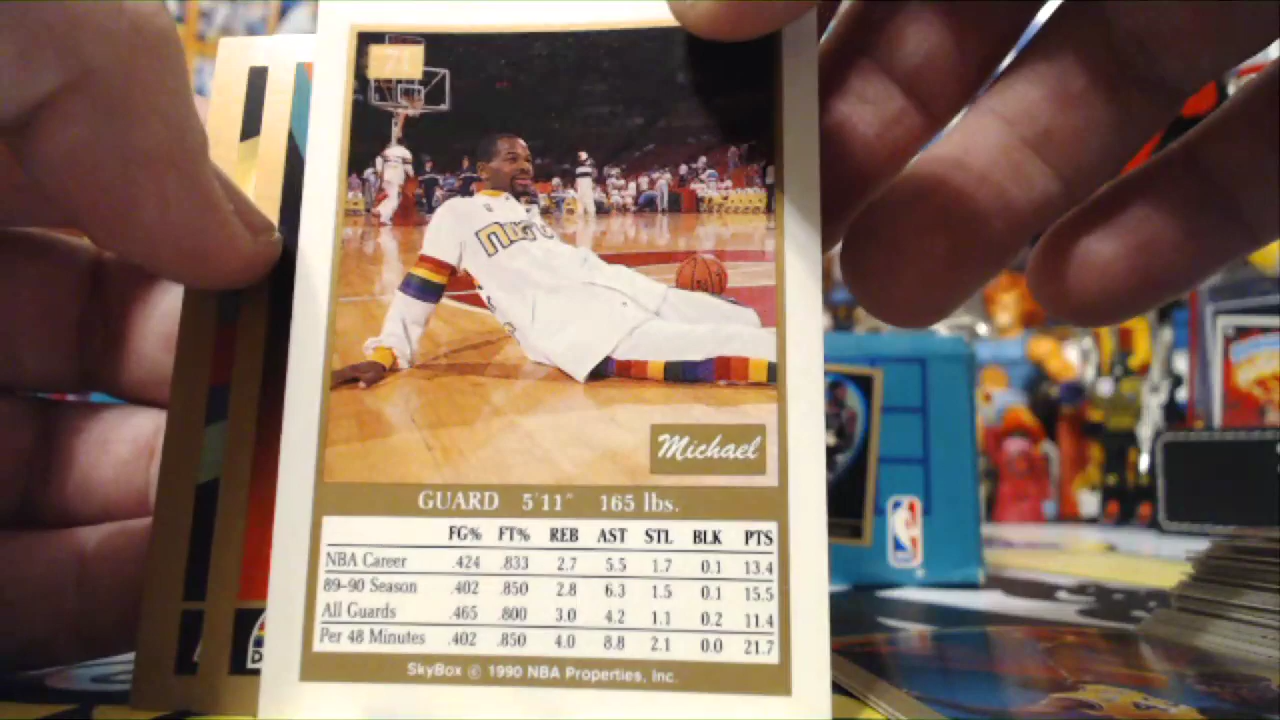 Michael
GUARD 5'11" 165 lbs.
FG% FT% REB AST STL BLK PTS
NBA Career .424 .833 2.7 5.5 1.7 0.1 13.4
89-90 Season .402 .850 2.8 6.3 1.5 0.1 15.5
All Guards .465 .800 3.0 4.2 1.1 0.2 11.4
Per 48 Minutes .402 .850 4.0 8.8 2.1 0.0 21.7
SkyBox © 1990 NBA Properties, Inc.